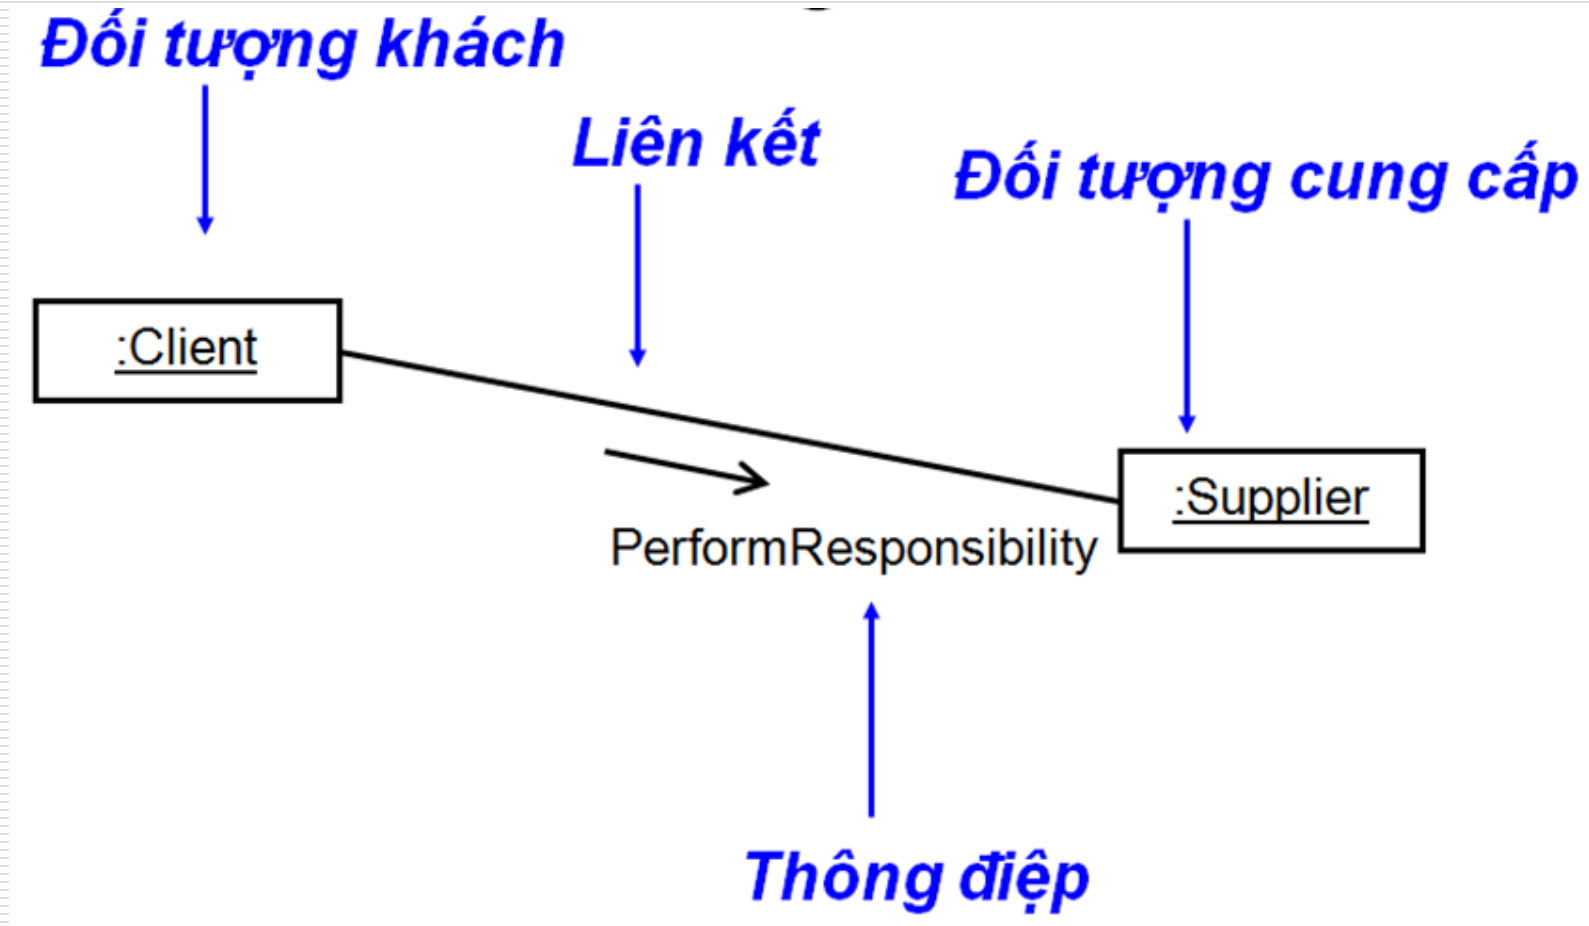 Đối tượng khách
Liên kết
Đối tượng cung cấp
:Client
:Supplier
PerformResponsibility
Thông điệp